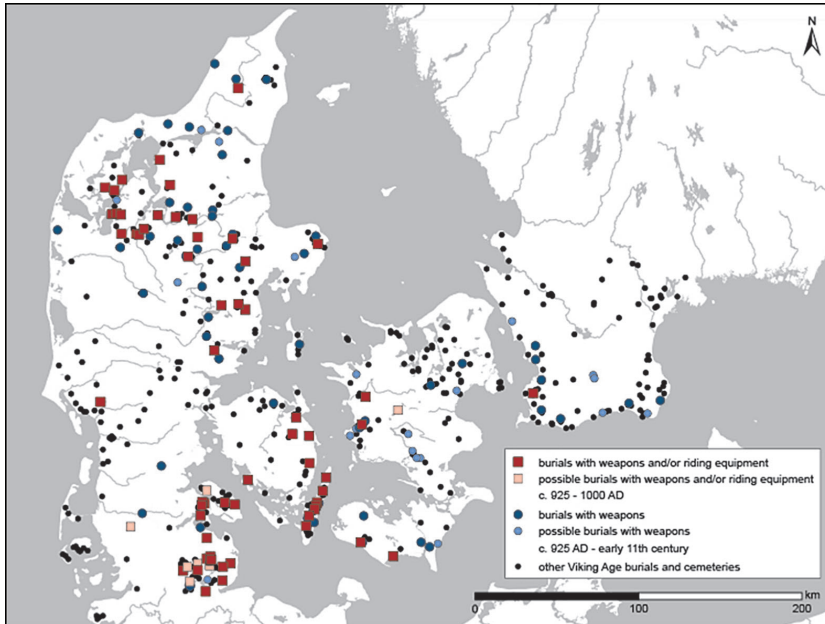 N
burials with weapons and/or riding equipment
possible burials with weapons and/or riding equipment
c. 925 - 1000 AD
burials with weapons
possible burials with weapons
c. 925 AD - early 11th century
other Viking Age burials and cemeteries
km
0 100 200